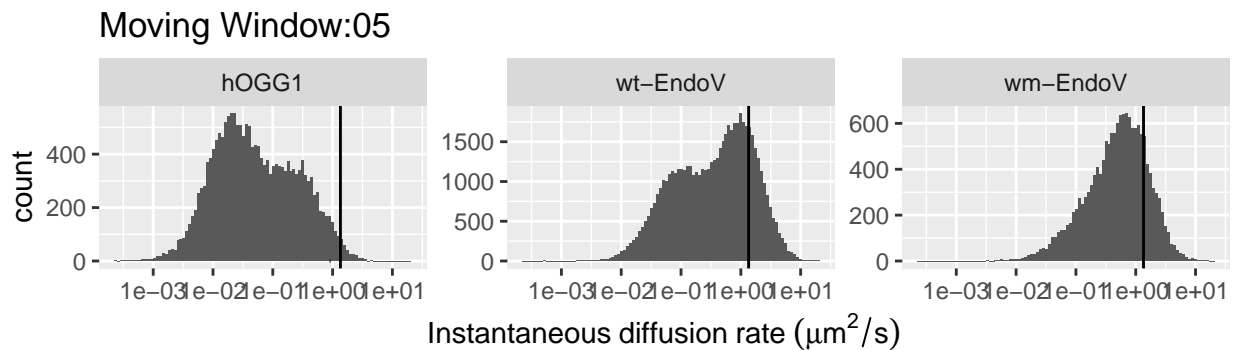 Moving Window:05
hOGG1 wt−EndoV wm−EndoV
count
400
200
0
1500
1000
500
0
600
400
200
0
1e−03 1e−02 1e−01 1e+00 1e+01
1e−03 1e−02 1e−01 1e+00 1e+01
1e−03 1e−02 1e−01 1e+00 1e+01
Instantaneous diffusion rate (μm²/s)